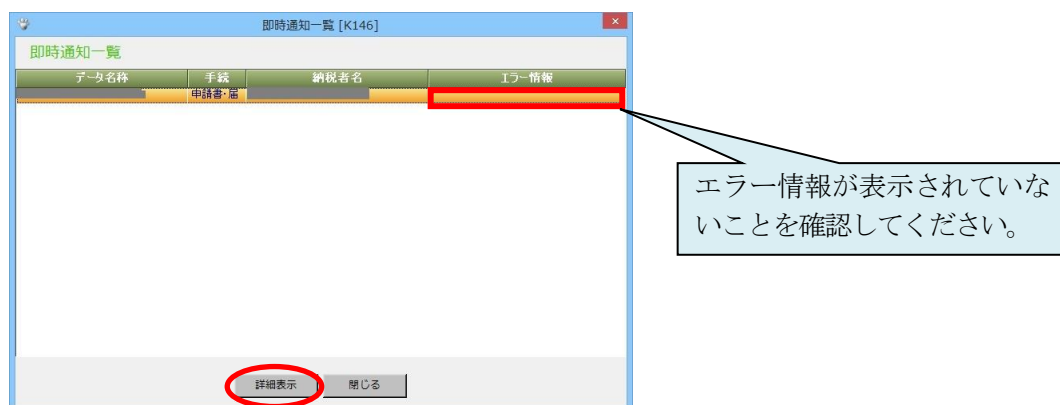 即時通知一覧 [K146]
即時通知一覧
データ名称 手続 納税者名 エラー情報
申請書・届
エラー情報が表示されていな
いことを確認してください。
詳細表示 閉じる